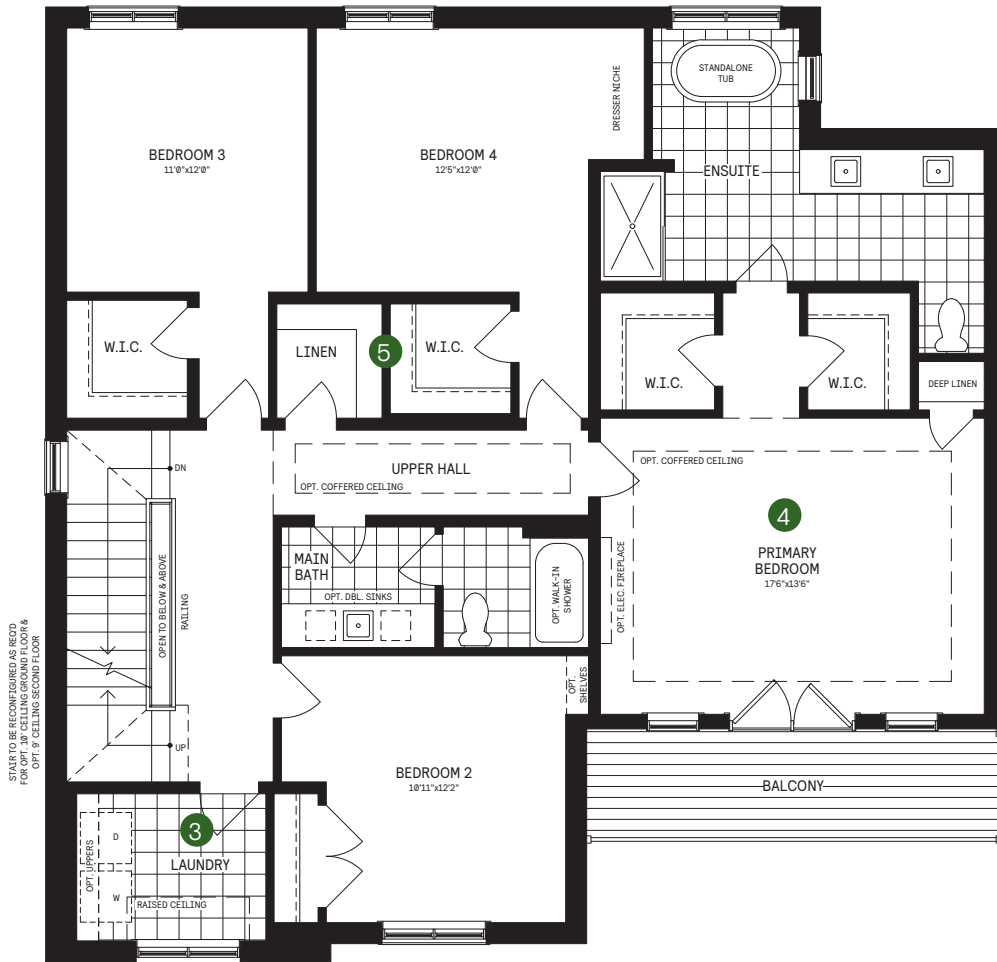 BEDROOM 3
11'0"x12'0"
BEDROOM 4
12'5"x12'0"
DRESSER NICHE
STANDALONE
TUB
ENSUITE
W.I.C.
LINEN
5
W.I.C.
W.I.C.
W.I.C.
DEEP LINEN
DN
UPPER HALL
OPT. COFFERED CEILING
OPT. COFFERED CEILING
4
PRIMARY
BEDROOM
17'6"x13'6"
OPT. ELEC. FIREPLACE
MAIN
BATH
OPT. DBL. SINKS
OPT. WALK-IN
SHOWER
OPEN TO BELOW & ABOVE
RAILING
STAIR TO BE RECONFIGURED AS REQ'D
FOR OPT. 10' CEILING GROUND FLOOR &
OPT. 9' CEILING SECOND FLOOR
UP
OPT.
SHELVES
BEDROOM 2
10'11"x12'2"
BALCONY
3
LAUNDRY
D
W
OPT. UPPERS
RAISED CEILING